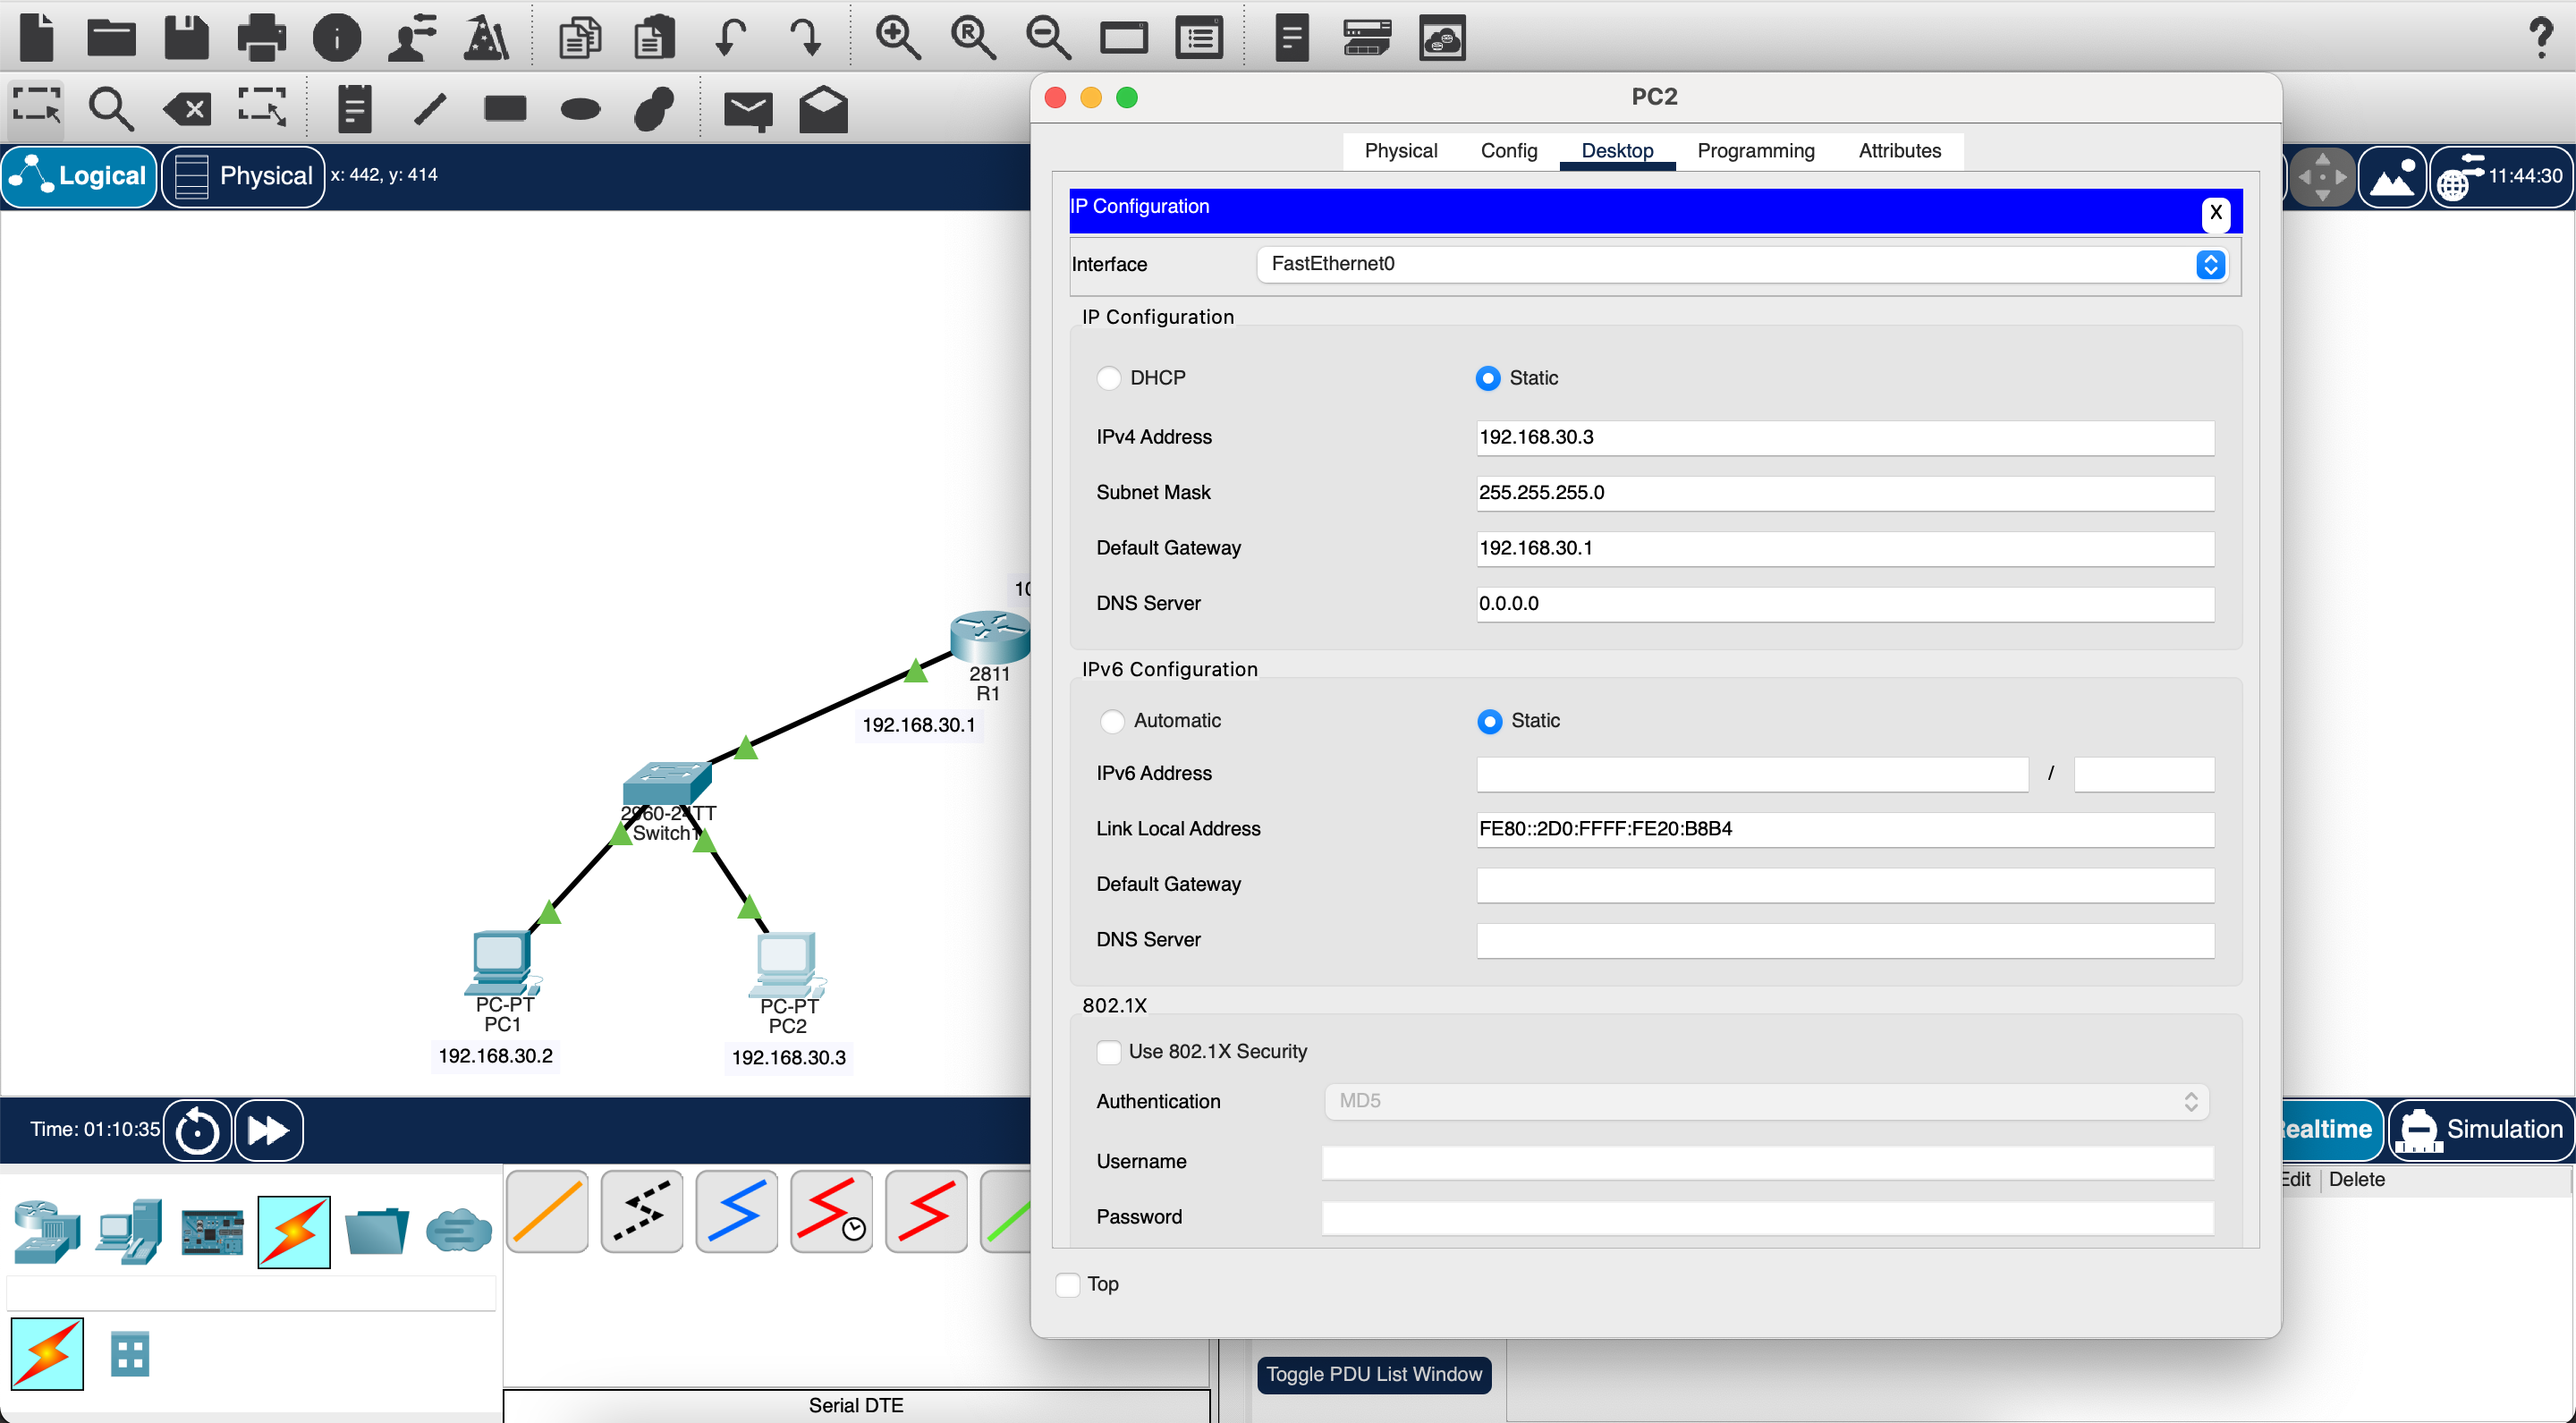 PC2
Physical Config Desktop Programming Attributes
Logical Physical x: 442, y: 414
11:44:30
IP Configuration X
Interface FastEthernet0
IP Configuration
DHCP Static
IPv4 Address 192.168.30.3
Subnet Mask 255.255.255.0
Default Gateway 192.168.30.1
DNS Server 0.0.0.0
IPv6 Configuration
Automatic Static
IPv6 Address /
Link Local Address FE80::2D0:FFFF:FE20:B8B4
Default Gateway
DNS Server
802.1X
Use 802.1X Security
Authentication MD5
Username
Password
Top
10
2811
R1
192.168.30.1
2960-24TT
Switch1
PC-PT
PC1
192.168.30.2
PC-PT
PC2
192.168.30.3
Time: 01:10:35
ealtime Simulation
Edit Delete
Toggle PDU List Window
Serial DTE